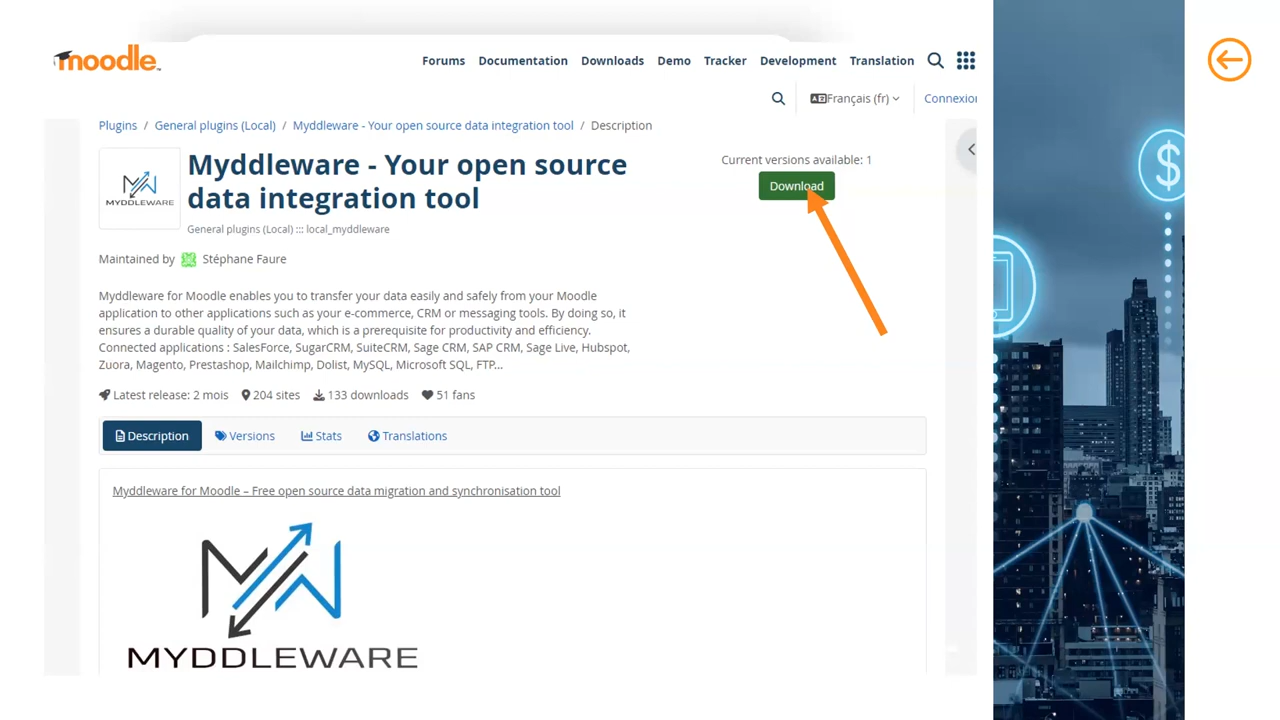 moodle
Forums Documentation Downloads Demo Tracker Development Translation
Français (fr)
Connexion
Plugins / General plugins (Local) / Myddleware - Your open source data integration tool / Description
MYDDLEWARE
Myddleware - Your open source
data integration tool
General plugins (Local) ::: local_myddleware
Current versions available: 1
Download
Maintained by Stéphane Faure
Myddleware for Moodle enables you to transfer your data easily and safely from your Moodle
application to other applications such as your e-commerce, CRM or messaging tools. By doing so, it
ensures a durable quality of your data, which is a prerequisite for productivity and efficiency.
Connected applications : SalesForce, SugarCRM, SuiteCRM, Sage CRM, SAP CRM, Sage Live, Hubspot,
Zuora, Magento, Prestashop, Mailchimp, Dolist, MySQL, Microsoft SQL, FTP...
Latest release: 2 mois 204 sites 133 downloads 51 fans
Description Versions Stats Translations
Myddleware for Moodle – Free open source data migration and synchronisation tool
MYDDLEWARE